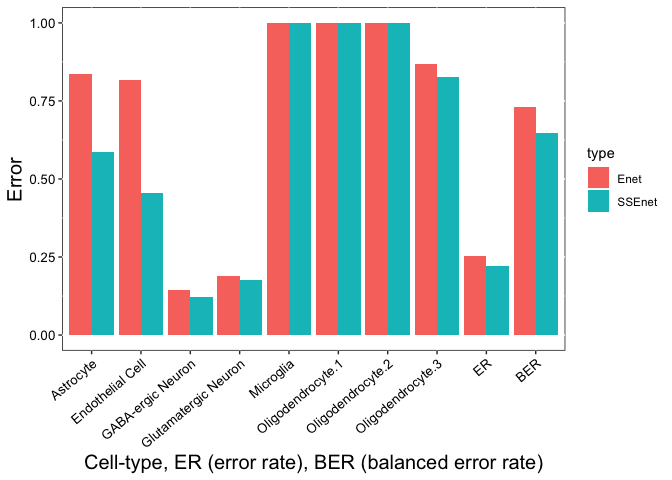 1.00
0.75
0.50
0.25
0.00
Error
Astrocyte
Endothelial Cell
GABA-ergic Neuron
Glutamatergic Neuron
Microglia
Oligodendrocyte.1
Oligodendrocyte.2
Oligodendrocyte.3
ER
BER
Cell-type, ER (error rate), BER (balanced error rate)
type
Enet
SSEnet